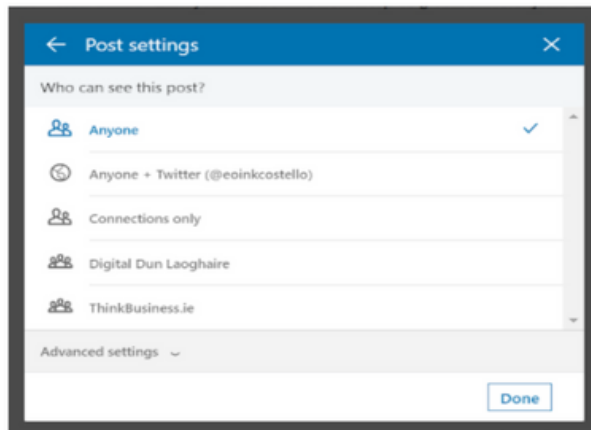 Post settings
Who can see this post?
Anyone
Anyone + Twitter (@eoinkcostello)
Connections only
Digital Dun Laoghaire
ThinkBusiness.ie
Advanced settings
Done